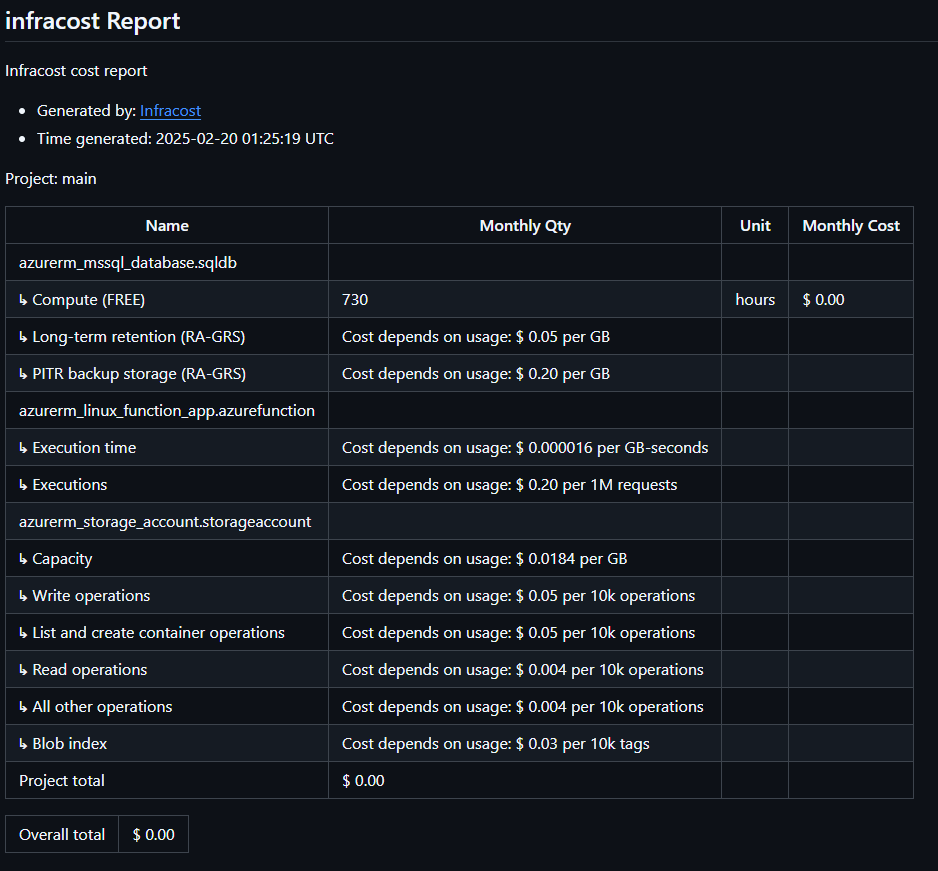 infracost Report
Infracost cost report
• Generated by: Infracost
• Time generated: 2025-02-20 01:25:19 UTC
Project: main
Name Monthly Qty Unit Monthly Cost
azurerm_mssql_database.sqldb
↳ Compute (FREE) 730 hours $ 0.00
↳ Long-term retention (RA-GRS) Cost depends on usage: $ 0.05 per GB
↳ PITR backup storage (RA-GRS) Cost depends on usage: $ 0.20 per GB
azurerm_linux_function_app.azurefunction
↳ Execution time Cost depends on usage: $ 0.000016 per GB-seconds
↳ Executions Cost depends on usage: $ 0.20 per 1M requests
azurerm_storage_account.storageaccount
↳ Capacity Cost depends on usage: $ 0.0184 per GB
↳ Write operations Cost depends on usage: $ 0.05 per 10k operations
↳ List and create container operations Cost depends on usage: $ 0.05 per 10k operations
↳ Read operations Cost depends on usage: $ 0.004 per 10k operations
↳ All other operations Cost depends on usage: $ 0.004 per 10k operations
↳ Blob index Cost depends on usage: $ 0.03 per 10k tags
Project total $ 0.00
Overall total $ 0.00